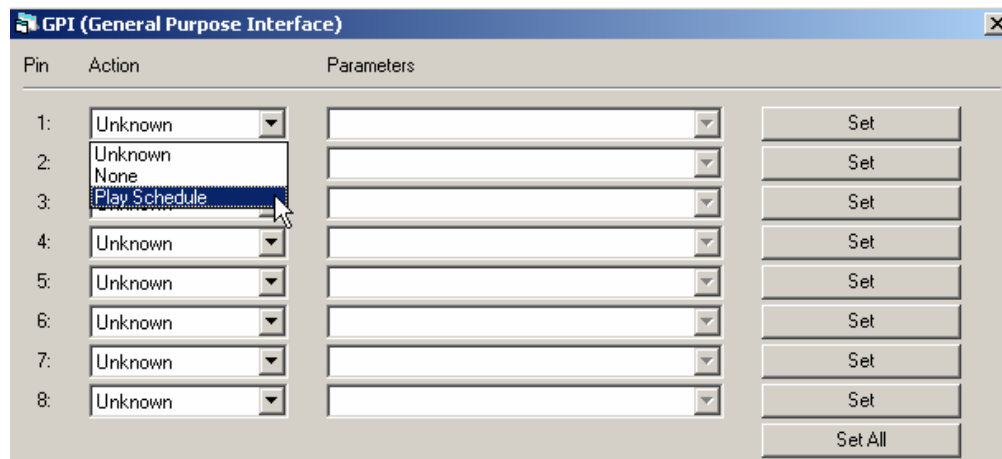 GPI (General Purpose Interface)
Pin Action Parameters
1: Unknown Set
Unknown
2: Set
None
Play Schedule
3: Set
4: Unknown Set
5: Unknown Set
6: Unknown Set
7: Unknown Set
8: Unknown Set
Set All